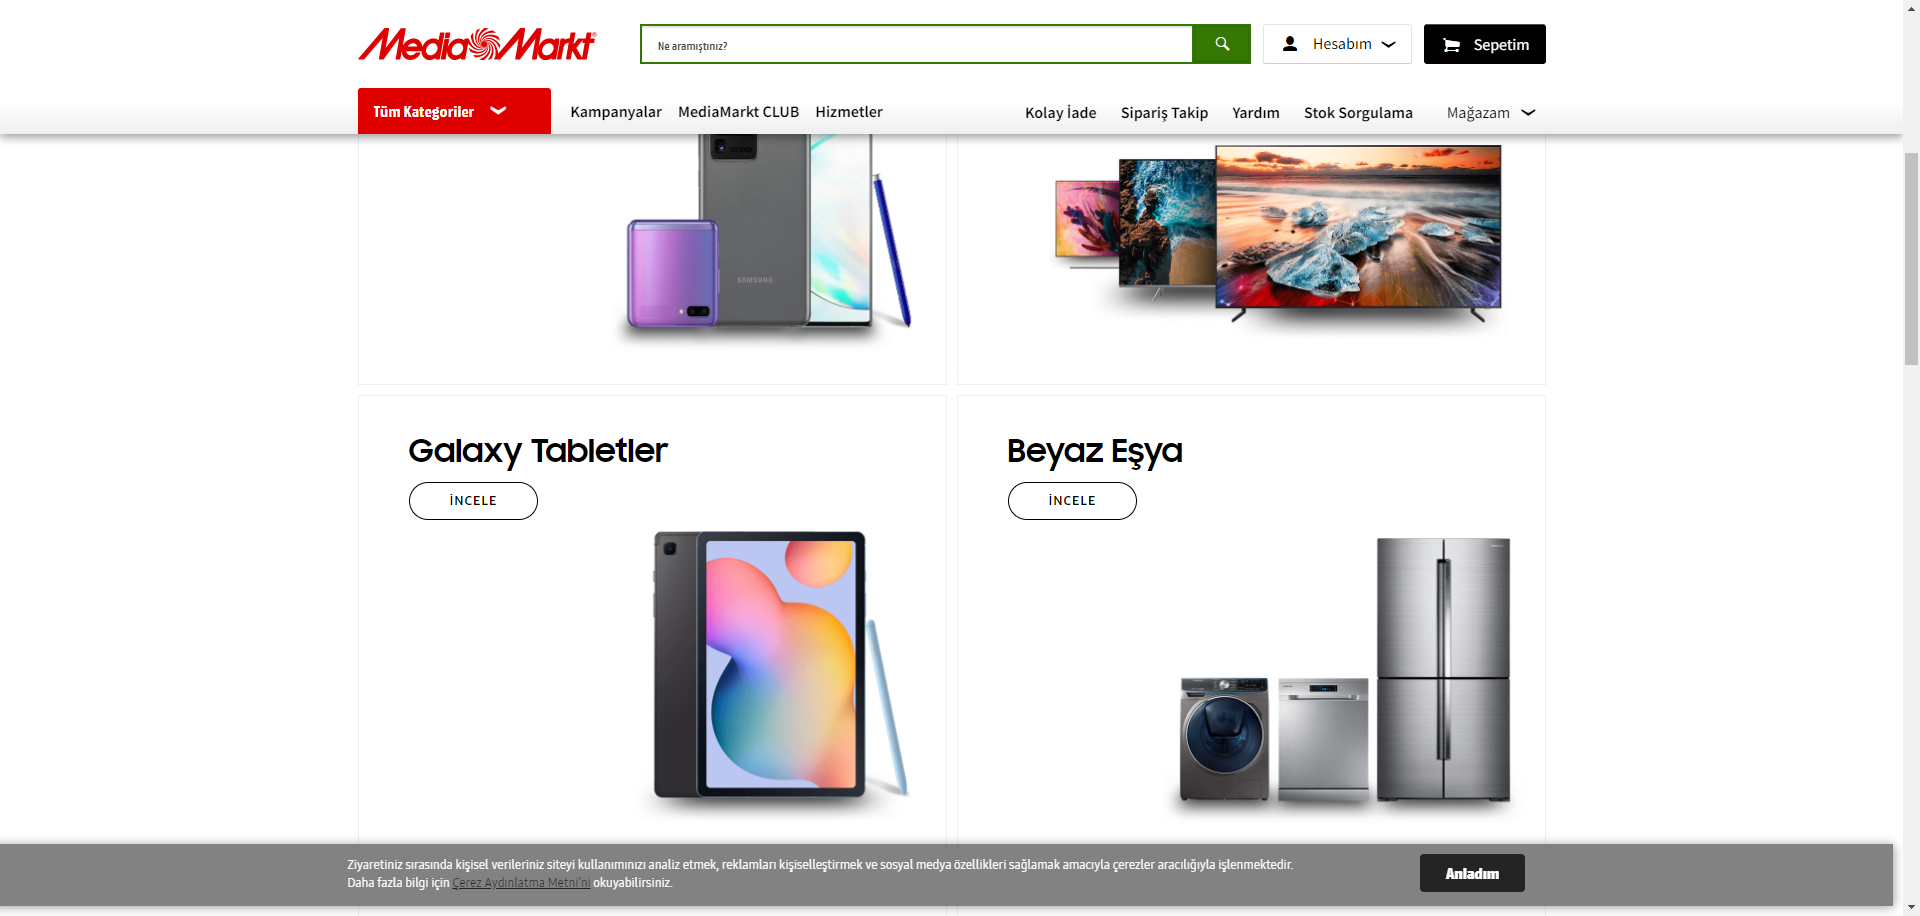 Media Markt
Ne aramıştınız?
Hesabım
Sepetim
Tüm Kategoriler
Kampanyalar
MediaMarkt CLUB
Hizmetler
Kolay İade
Sipariş Takip
Yardım
Stok Sorgulama
Mağazam
SAMSUNG
Galaxy Tabletler
İNCELE
Beyaz Eşya
İNCELE
Ziyaretiniz sırasında kişisel verileriniz siteyi kullanımınızı analiz etmek, reklamları kişiselleştirmek ve sosyal medya özellikleri sağlamak amacıyla çerezler aracılığıyla işlenmektedir.
Daha fazla bilgi için Çerez Aydınlatma Metni'ni okuyabilirsiniz.
Anladım